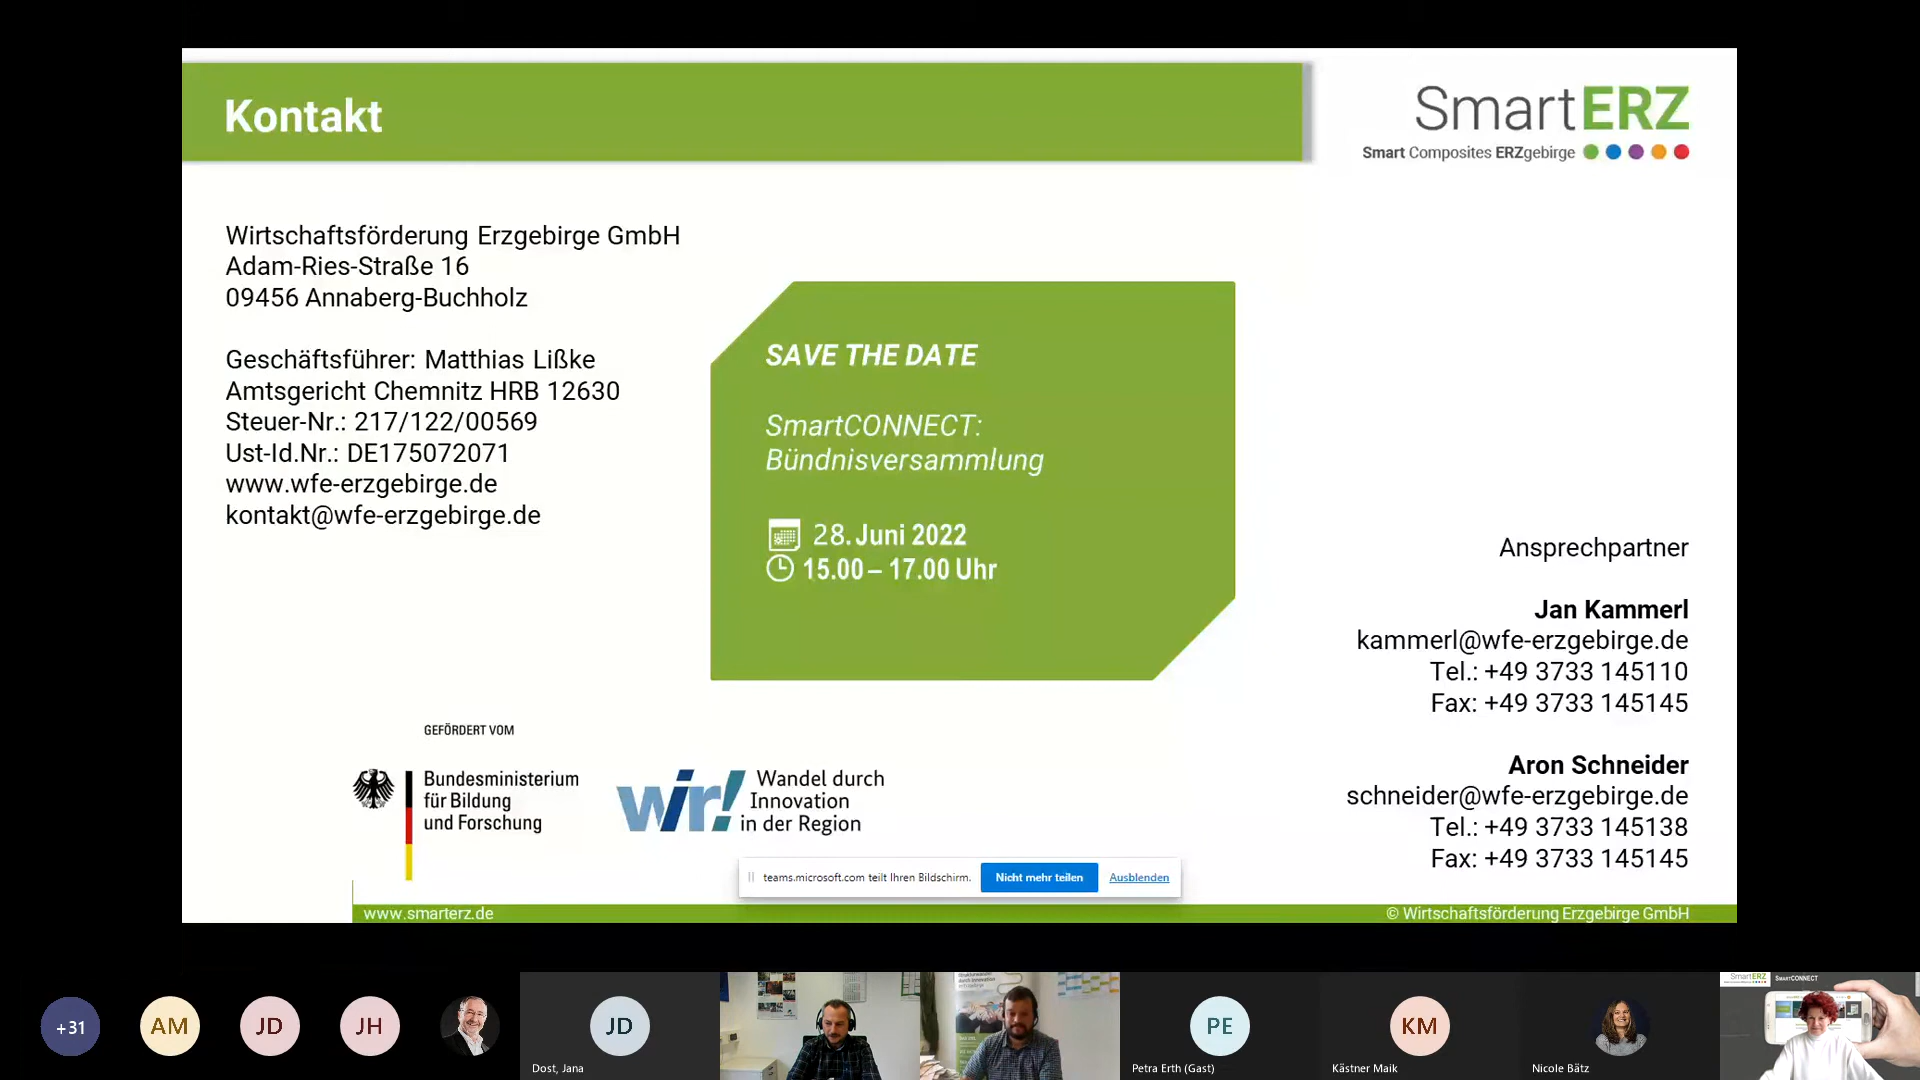 Kontakt
SmartERZ
Smart Composites ERZgebirge
Wirtschaftsförderung Erzgebirge GmbH
Adam-Ries-Straße 16
09456 Annaberg-Buchholz
Geschäftsführer: Matthias Lißke
Amtsgericht Chemnitz HRB 12630
Steuer-Nr.: 217/122/00569
Ust-Id.Nr.: DE175072071
www.wfe-erzgebirge.de
kontakt@wfe-erzgebirge.de
SAVE THE DATE
SmartCONNECT:
Bündnisversammlung
28. Juni 2022
15.00 – 17.00 Uhr
Ansprechpartner
Jan Kammerl
kammerl@wfe-erzgebirge.de
Tel.: +49 3733 145110
Fax: +49 3733 145145
Aron Schneider
schneider@wfe-erzgebirge.de
Tel.: +49 3733 145138
Fax: +49 3733 145145
GEFÖRDERT VOM
Bundesministerium
für Bildung
und Forschung
wir!
Wandel durch
Innovation
in der Region
teams.microsoft.com teilt Ihren Bildschirm.
Nicht mehr teilen
Ausblenden
www.smarterz.de
© Wirtschaftsförderung Erzgebirge GmbH
+31
AM
JD
JH
JD
PE
KM
Dost, Jana
Petra Erth (Gast)
Kästner Maik
Nicole Bätz
SmartERZ
SmartCONNECT